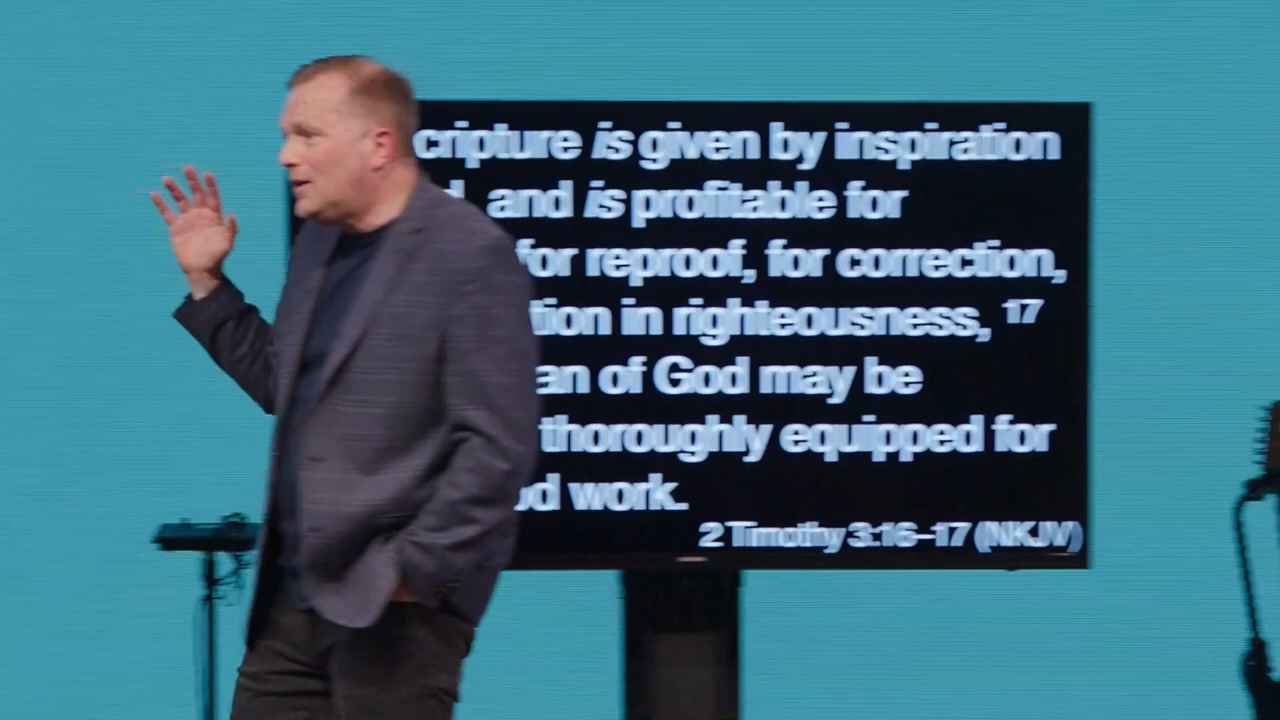 cripture is given by inspiration
and is profitable for
for reproof, for correction,
tion in righteousness, 17
an of God may be
thoroughly equipped for
od work.
2 Timothy 3:16–17 (NKJV)